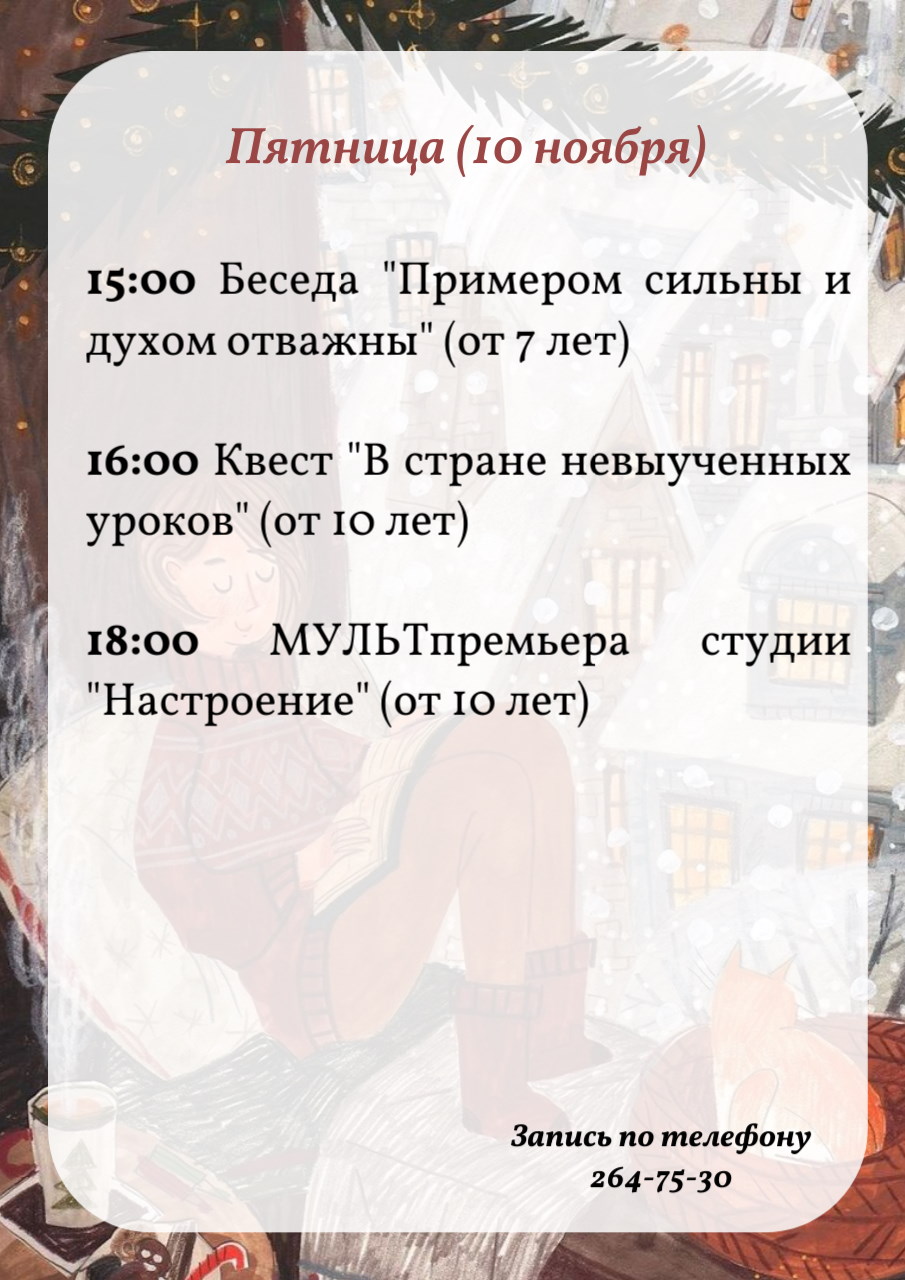 Пятница (10 ноября)
15:00 Беседа "Примером сильны и
духом отважны" (от 7 лет)
16:00 Квест "В стране невыученных
уроков" (от 10 лет)
18:00 МУЛЬТпремьера студии
"Настроение" (от 10 лет)
Запись по телефону
264-75-30